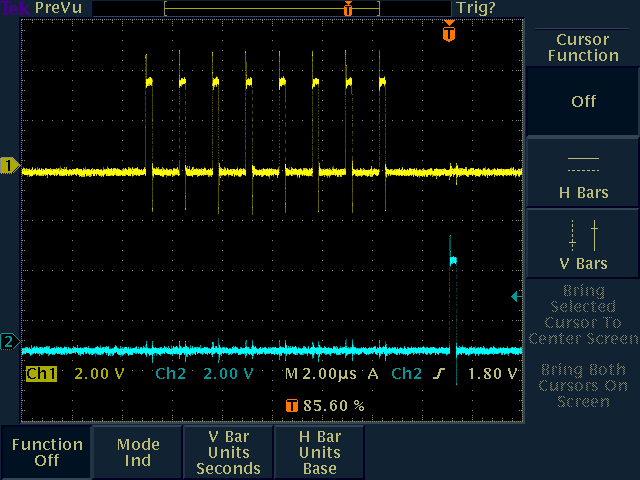 Tek PreVu Trig?
T
T
Cursor
Function
Off
H Bars
V Bars
Bring
Selected
Cursor To
Center Screen
Bring Both
Cursors On
Screen
1
2
Ch1 2.00 V Ch2 2.00 V M 2.00µs A Ch2 1.80 V
T 85.60 %
Function
Off
Mode
Ind
V Bar
Units
Seconds
H Bar
Units
Base